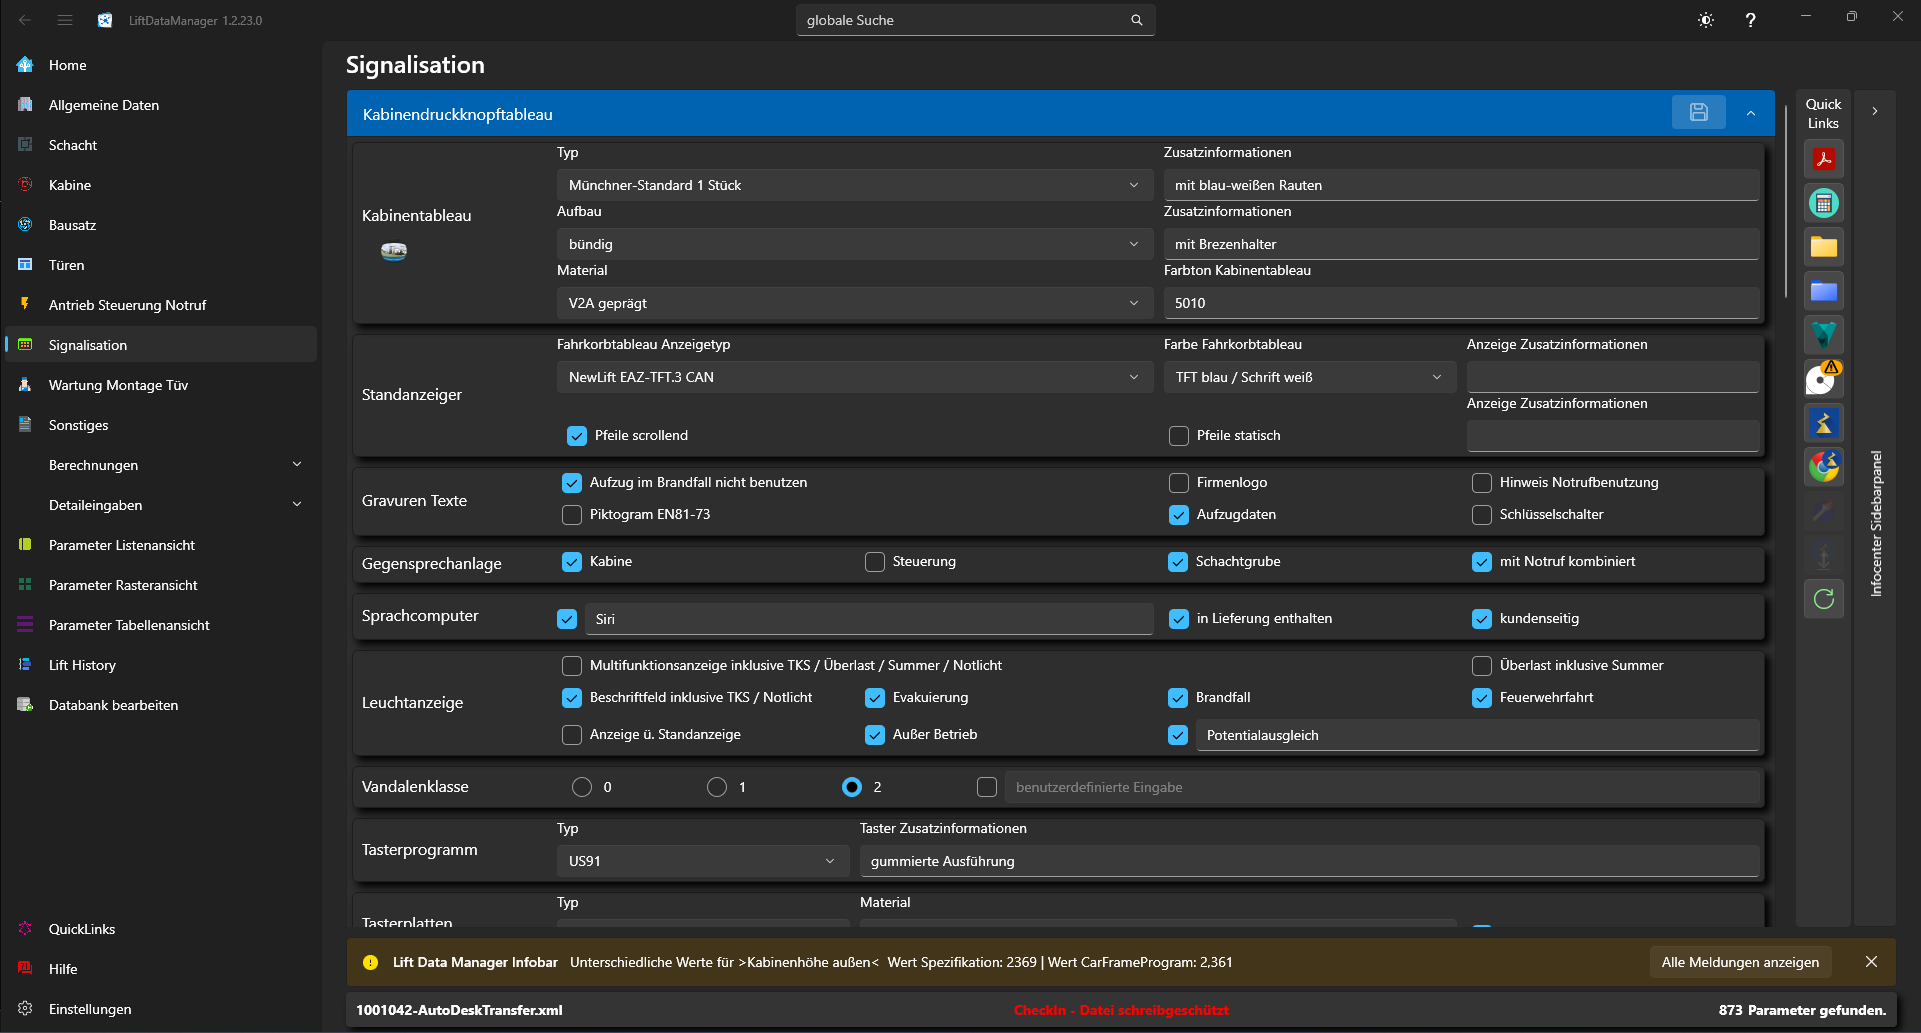 LiftDataManager 1.2.23.0
globale Suche
?
Home
Allgemeine Daten
Schacht
Kabine
Bausatz
Türen
Antrieb Steuerung Notruf
Signalisation
Wartung Montage Tüv
Sonstiges
Berechnungen
Detaileingaben
Parameter Listenansicht
Parameter Rasteransicht
Parameter Tabellenansicht
Lift History
Databank bearbeiten
QuickLinks
Hilfe
Einstellungen
Signalisation
Kabinendruckknopftableau
Kabinentableau
Typ
Zusatzinformationen
Münchner-Standard 1 Stück
mit blau-weißen Rauten
Aufbau
Zusatzinformationen
bündig
mit Brezenhalter
Material
Farbton Kabinentableau
V2A geprägt
5010
Standanzeiger
Fahrkorbtableau Anzeigetyp
Farbe Fahrkorbtableau
Anzeige Zusatzinformationen
NewLift EAZ-TFT.3 CAN
TFT blau / Schrift weiß
Anzeige Zusatzinformationen
Pfeile scrollend
Pfeile statisch
Gravuren Texte
Aufzug im Brandfall nicht benutzen
Firmenlogo
Hinweis Notrufbenutzung
Piktogram EN81-73
Aufzugdaten
Schlüsselschalter
Gegensprechanlage
Kabine
Steuerung
Schachtgrube
mit Notruf kombiniert
Sprachcomputer
Siri
in Lieferung enthalten
kundenseitig
Leuchtanzeige
Multifunktionsanzeige inklusive TKS / Überlast / Summer / Notlicht
Überlast inklusive Summer
Beschriftfeld inklusive TKS / Notlicht
Evakuierung
Brandfall
Feuerwehrfahrt
Anzeige ü. Standanzeige
Außer Betrieb
Potentialausgleich
Vandalenklasse
0
1
2
benutzerdefinierte Eingabe
Tasterprogramm
Typ
Taster Zusatzinformationen
US91
gummierte Ausführung
Tasterplatten
Typ
Material
Quick
Links
Infocenter Sidebarpanel
Lift Data Manager Infobar Unterschiedliche Werte für >Kabinenhöhe außen< Wert Spezifikation: 2369 | Wert CarFrameProgram: 2,361
Alle Meldungen anzeigen
1001042-AutoDeskTransfer.xml
CheckIn - Datei schreibgeschützt
873 Parameter gefunden.